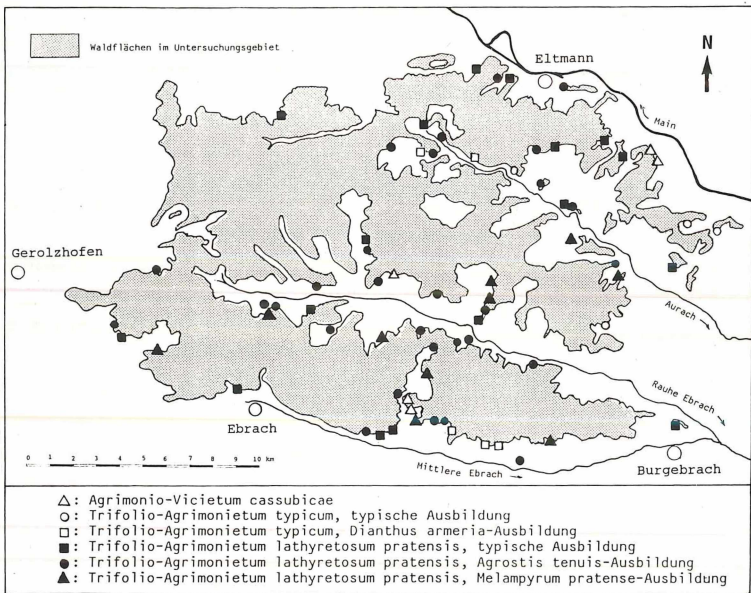 Waldflächen im Untersuchungsgebiet
N
Eltmann
Main
Gerolzhofen
Aurach
Rauhe Ebrach
Ebrach
Burgebrach
Mittlere Ebrach
0 1 2 3 4 5 6 7 8 9 10 km
△: Agrimonio-Vicietum cassubicae
○: Trifolio-Agrimonietum typicum, typische Ausbildung
□: Trifolio-Agrimonietum typicum, Dianthus armeria-Ausbildung
■: Trifolio-Agrimonietum lathyretosum pratensis, typische Ausbildung
●: Trifolio-Agrimonietum lathyretosum pratensis, Agrostis tenuis-Ausbildung
▲: Trifolio-Agrimonietum lathyretosum pratensis, Melampyrum pratense-Ausbildung